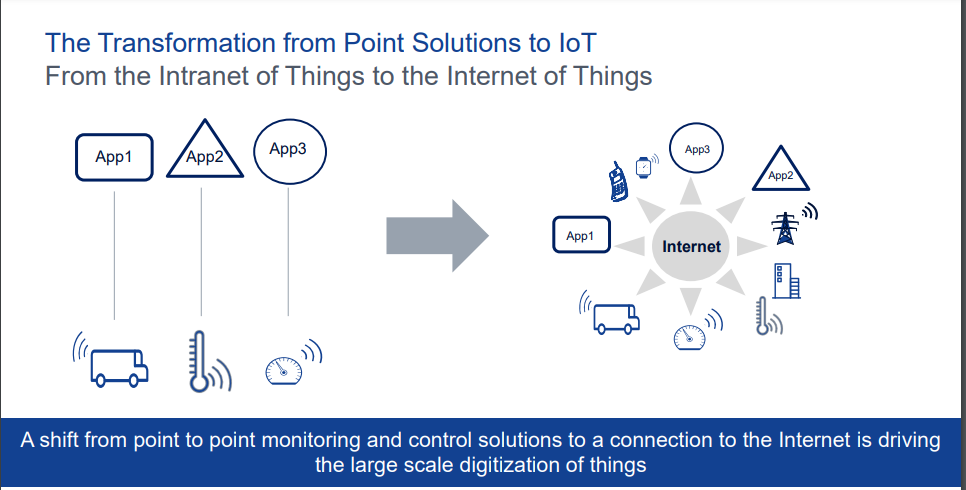 The Transformation from Point Solutions to IoT
From the Intranet of Things to the Internet of Things
App1
App2
App3
App3
App2
App1
Internet
A shift from point to point monitoring and control solutions to a connection to the Internet is driving
the large scale digitization of things